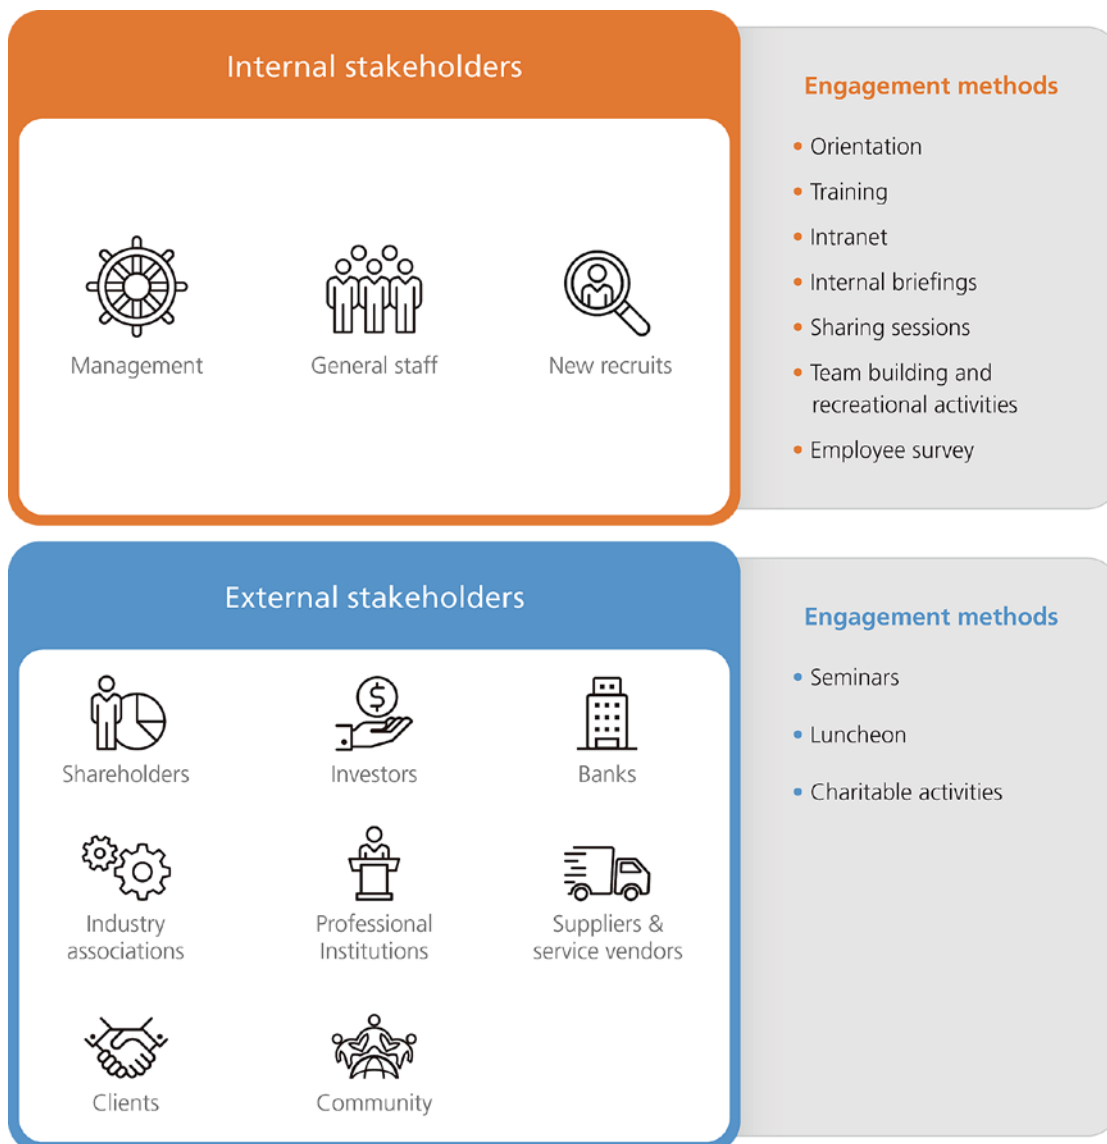 Internal stakeholders
Management
General staff
New recruits
Engagement methods
• Orientation
• Training
• Intranet
• Internal briefings
• Sharing sessions
• Team building and
recreational activities
• Employee survey
External stakeholders
Shareholders
Investors
Banks
Industry
associations
Professional
Institutions
Suppliers &
service vendors
Clients
Community
Engagement methods
• Seminars
• Luncheon
• Charitable activities